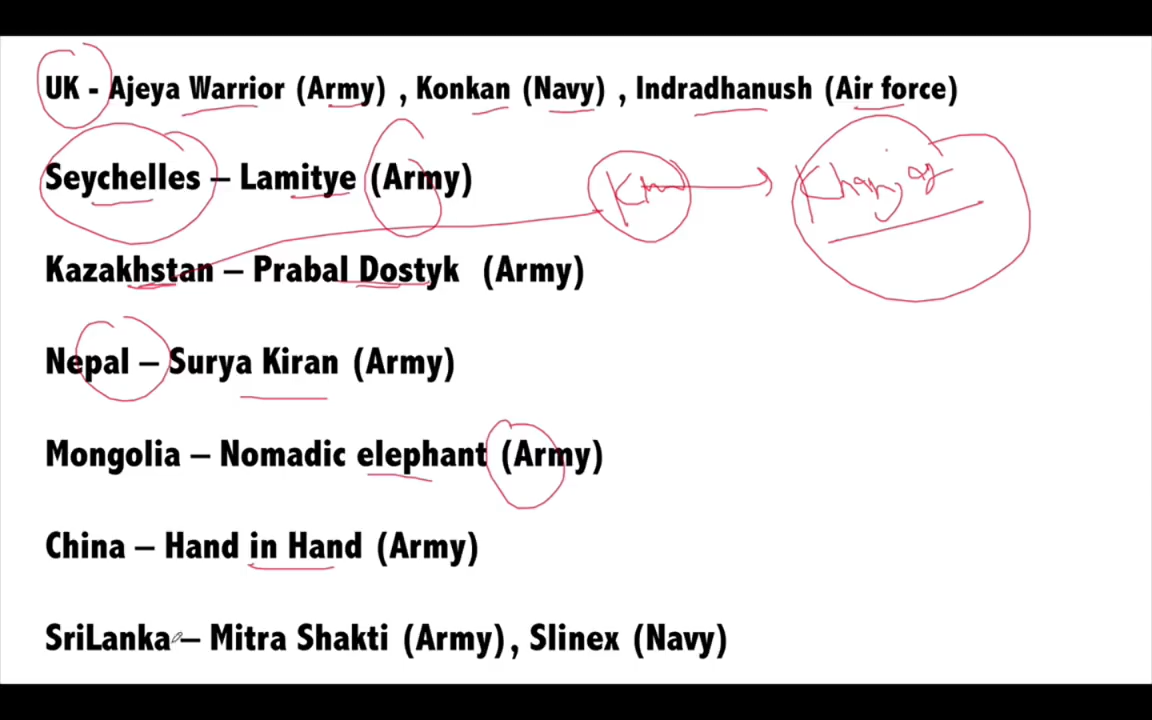 UK - Ajeya Warrior (Army) , Konkan (Navy) , Indradhanush (Air force)
Seychelles – Lamitye (Army)
Khanjar
Kazakhstan – Prabal Dostyk (Army)
Nepal – Surya Kiran (Army)
Mongolia – Nomadic elephant (Army)
China – Hand in Hand (Army)
SriLanka – Mitra Shakti (Army), Slinex (Navy)